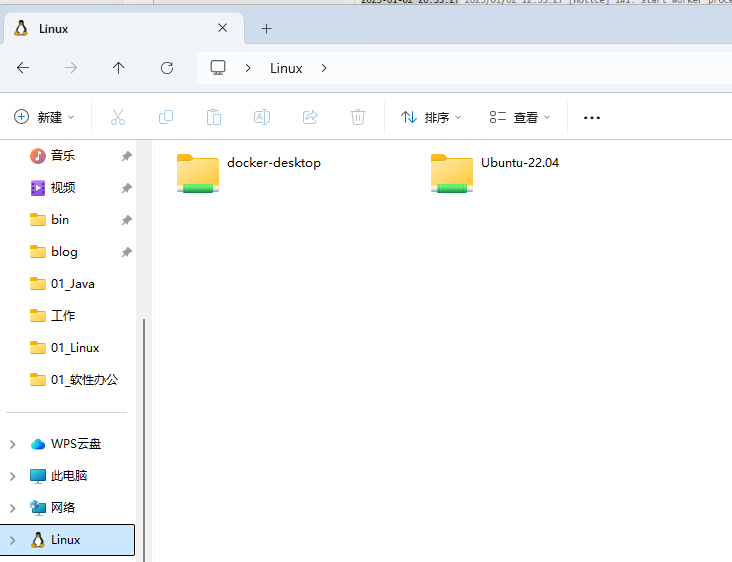 Linux
Linux
新建
排序
查看
音乐
视频
bin
blog
01_Java
工作
01_Linux
01_软性办公
WPS云盘
此电脑
网络
Linux
docker-desktop
Ubuntu-22.04